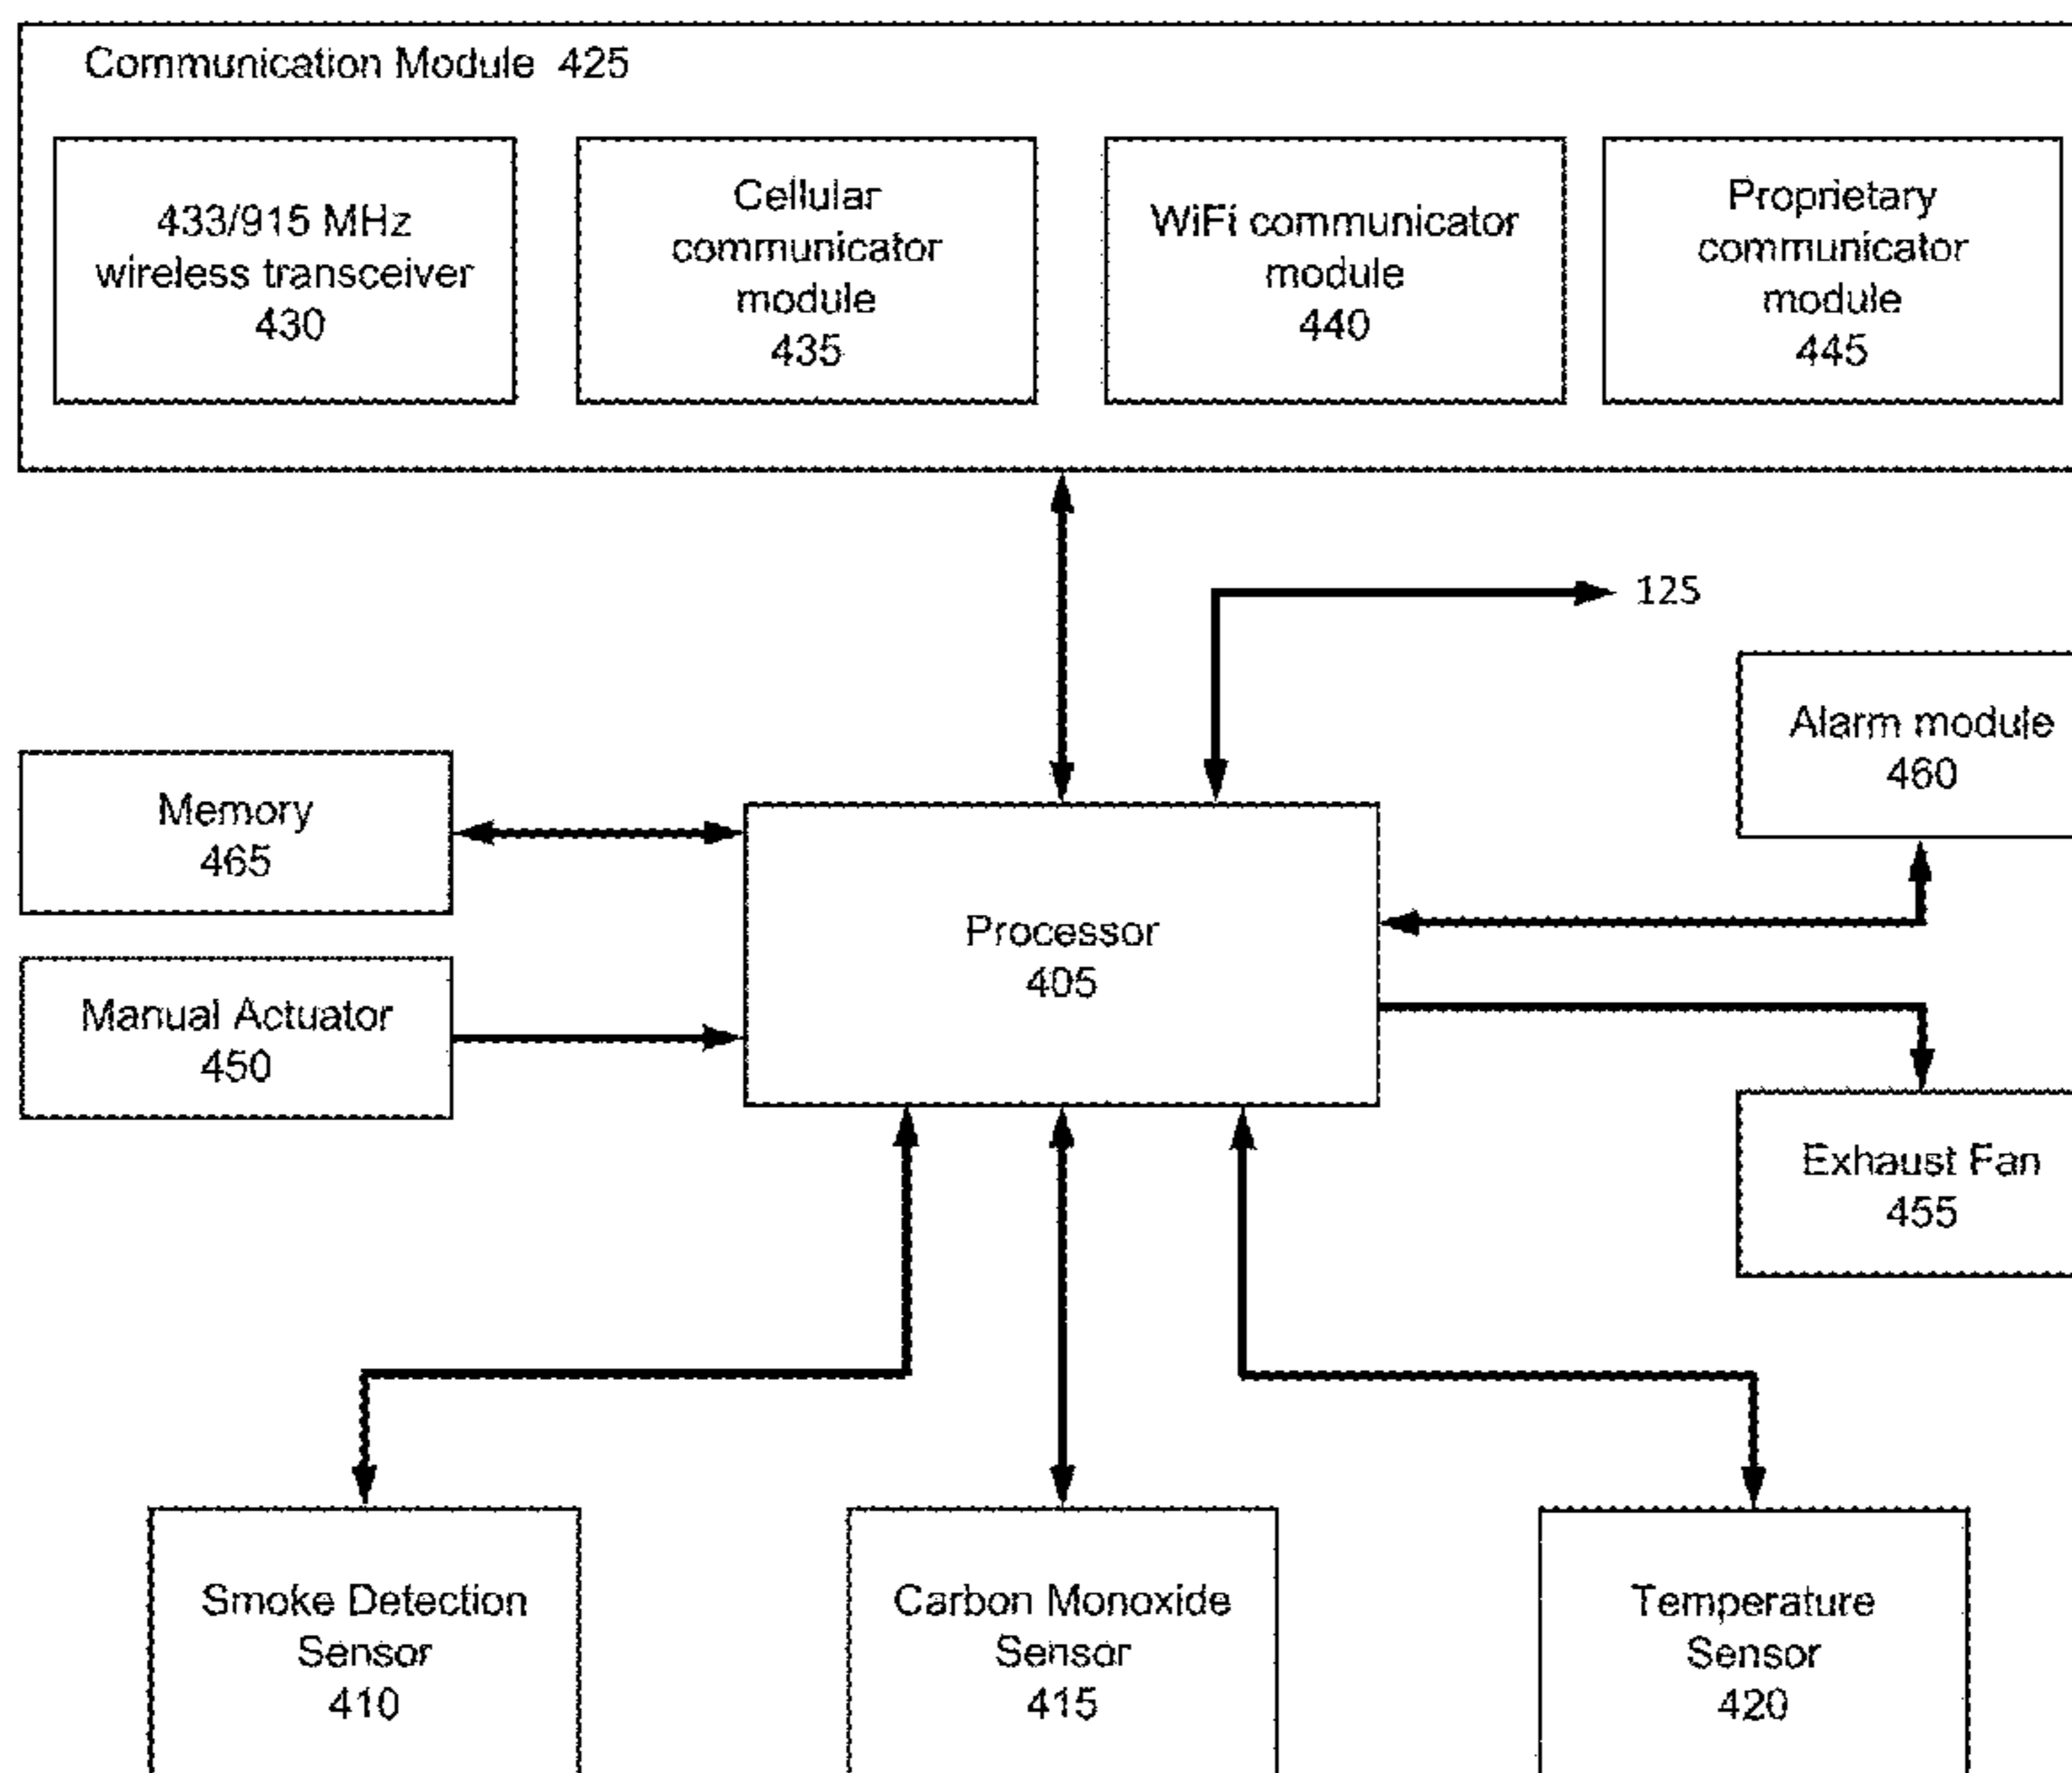 Communication Module 425
433/915 MHz
wireless transceiver
430
Cellular
communicator
module
435
WiFi communicator
module
440
Proprietary
communicator
module
445
125
Alarm module
460
Memory
465
Processor
405
Manual Actuator
450
Exhaust Fan
455
Smoke Detection
Sensor
410
Carbon Monoxide
Sensor
415
Temperature
Sensor
420